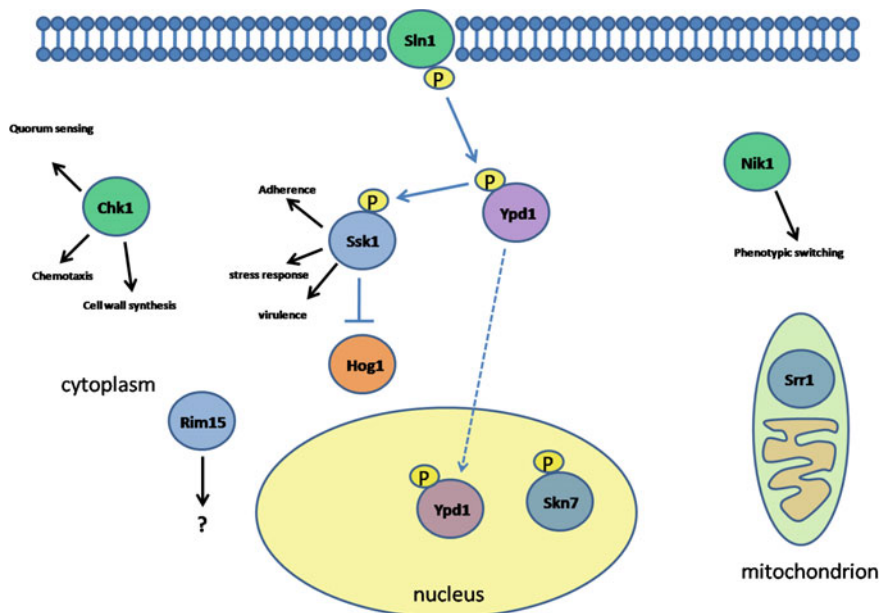 Sln1
P
Quorum sensing
Nik1
P
Adherence
P
Chk1
Ypd1
Ssk1
Phenotypic switching
Chemotaxis
stress response
Cell wall synthesis
virulence
Hog1
Srr1
cytoplasm
Rim15
P
P
Ypd1
Skn7
?
mitochondrion
nucleus